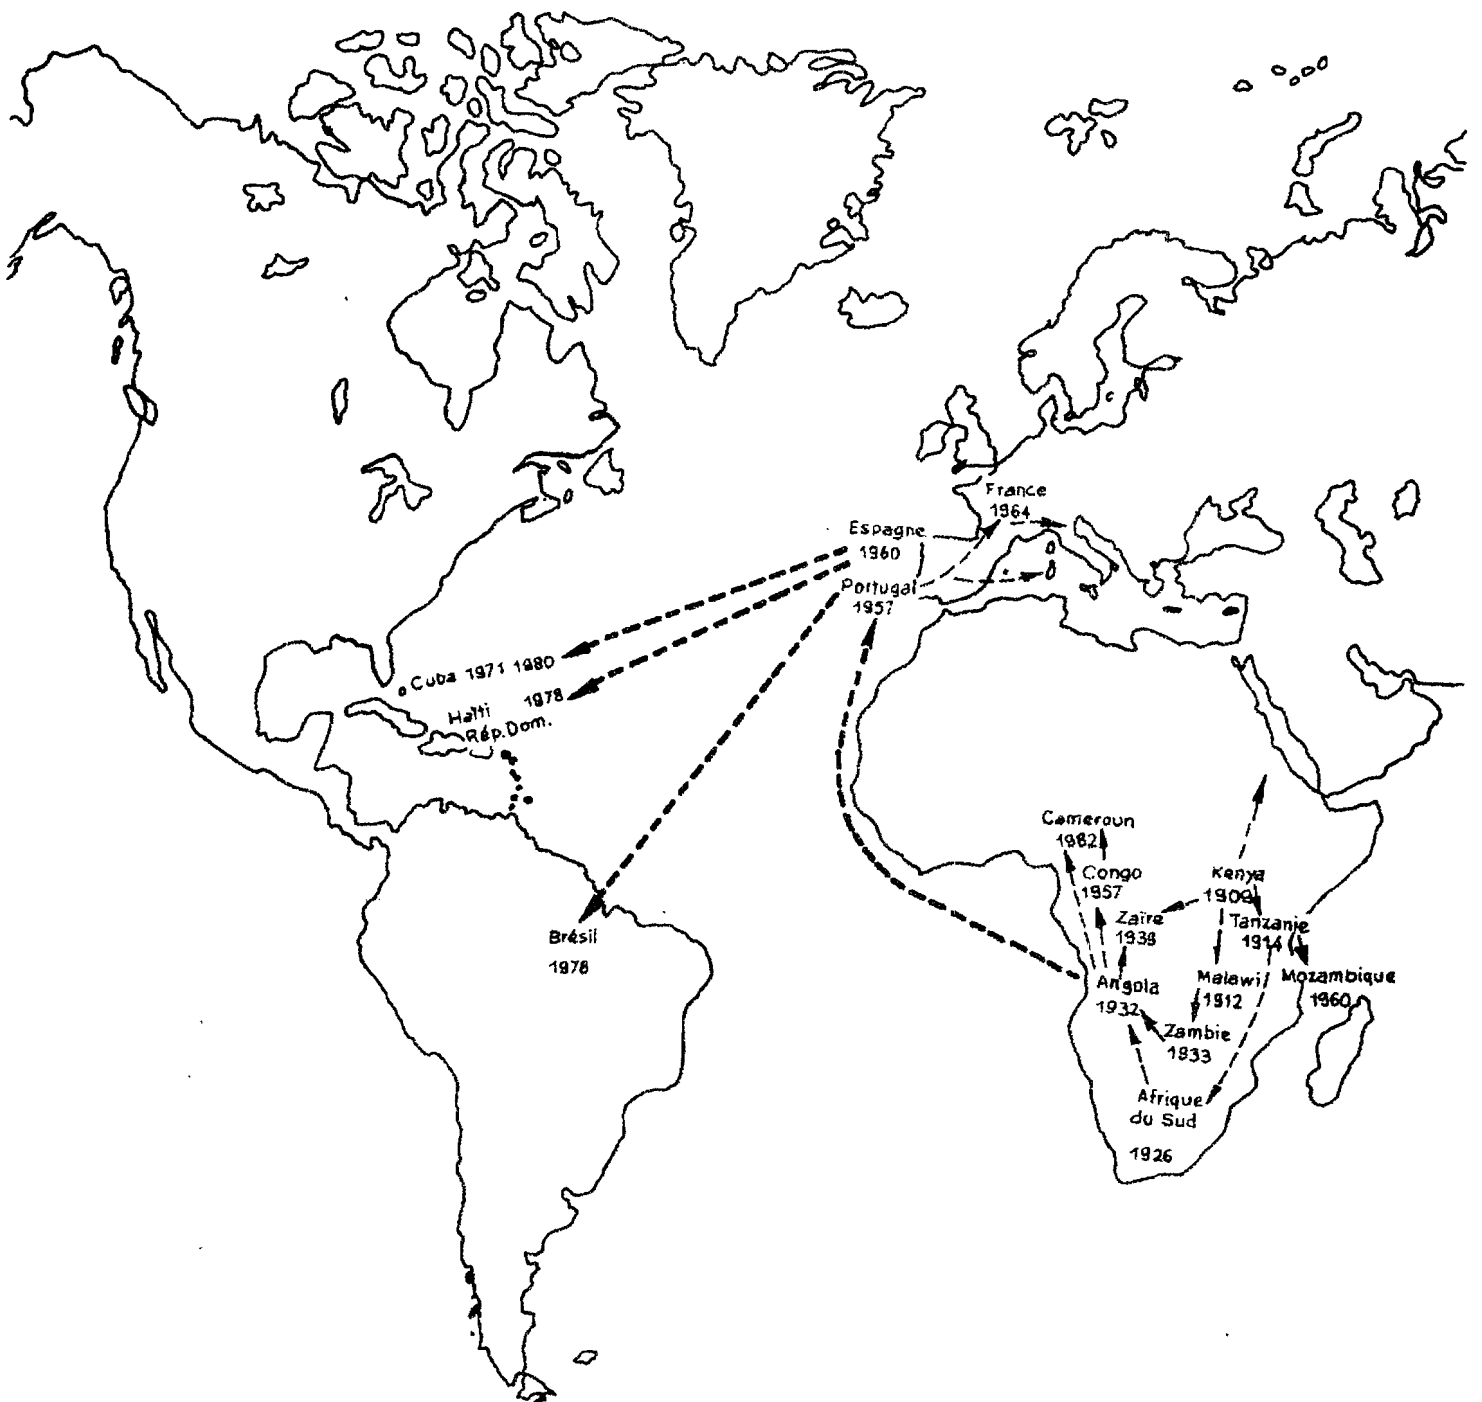 France
1964
Espagne
1960
Portugal
1957
Cuba 1971 1980
Haïti 1978
Rép.Dom.
Cameroun
1982
Congo
1957
Kenya
1909
Zaïre
1938
Tanzanie
1914
Brésil
1978
Angola
1932
Malawi
1912
Mozambique
1960
Zambie
1933
Afrique
du Sud
1926